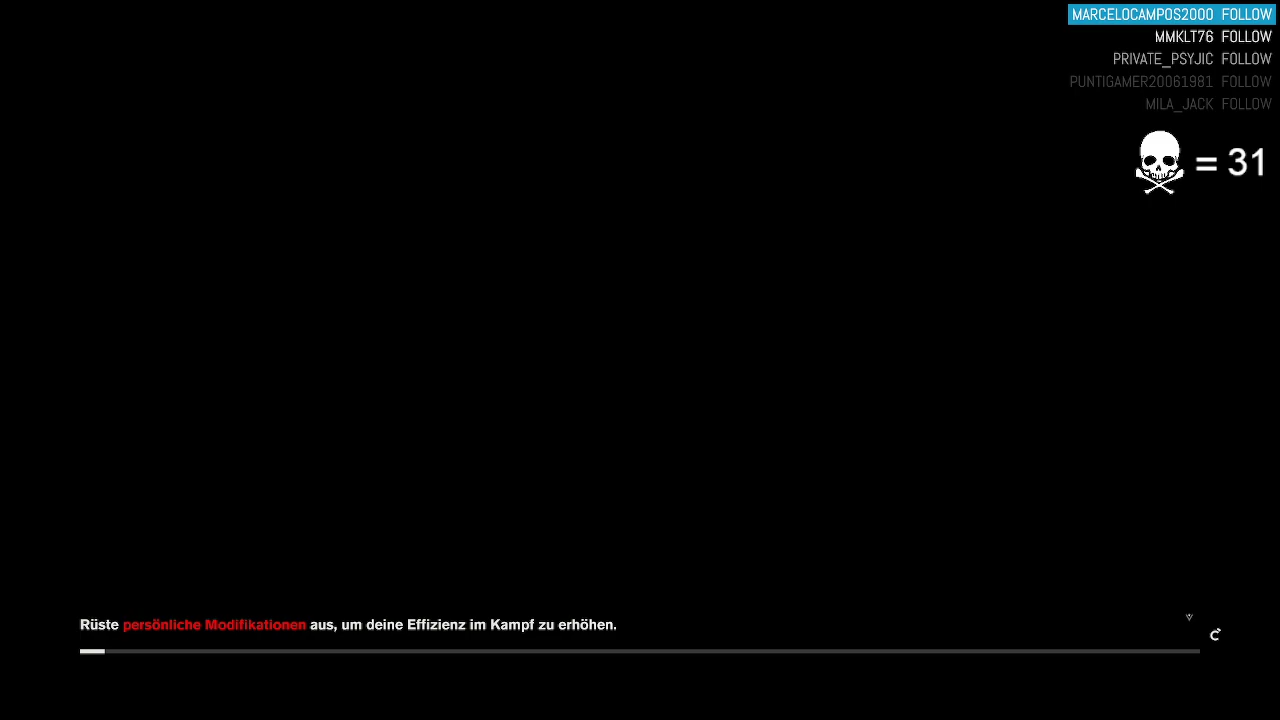 MARCELOCAMPOS2000 FOLLOW
MMKLT76 FOLLOW
PRIVATE_PSYJIC FOLLOW
PUNTIGAMER20061981 FOLLOW
MILA_JACK FOLLOW
= 31
Rüste persönliche Modifikationen aus, um deine Effizienz im Kampf zu erhöhen.